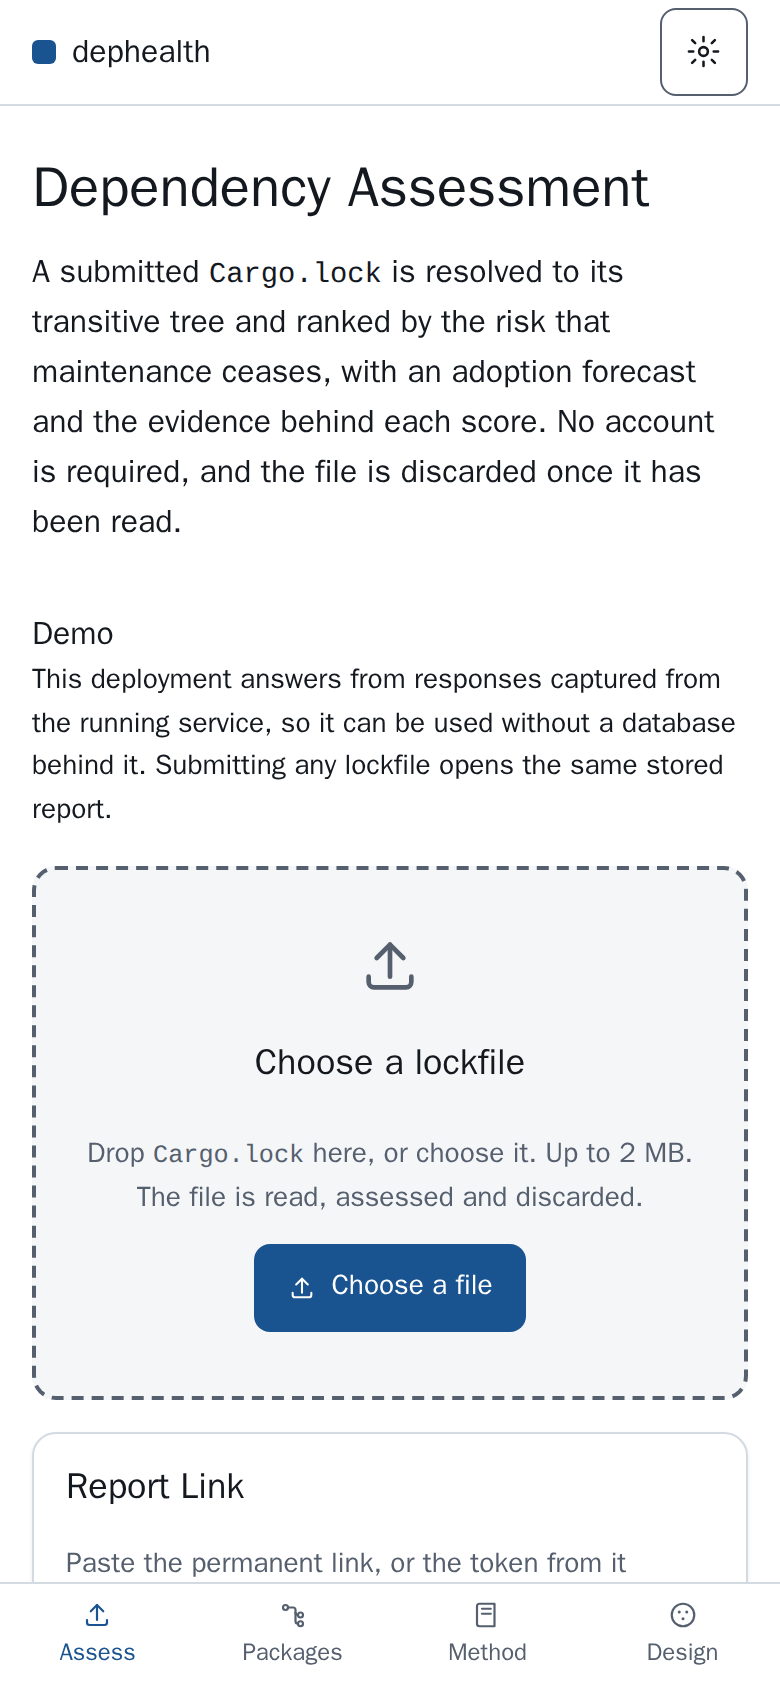 dephealth
Dependency Assessment
A submitted Cargo.lock is resolved to its
transitive tree and ranked by the risk that
maintenance ceases, with an adoption forecast
and the evidence behind each score. No account
is required, and the file is discarded once it has
been read.
Demo
This deployment answers from responses captured from
the running service, so it can be used without a database
behind it. Submitting any lockfile opens the same stored
report.
Choose a lockfile
Drop Cargo.lock here, or choose it. Up to 2 MB.
The file is read, assessed and discarded.
Choose a file
Report Link
Paste the permanent link, or the token from it
Assess
Packages
Method
Design